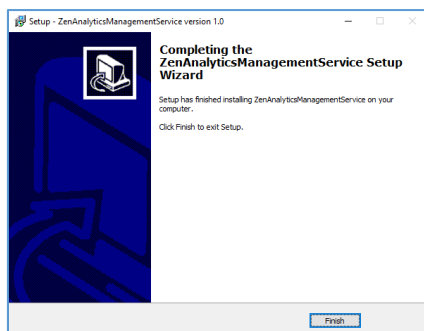 Setup - ZenAnalyticsManagementService version 1.0
Completing the
ZenAnalyticsManagementService Setup
Wizard
Setup has finished installing ZenAnalyticsManagementService on your
computer.
Click Finish to exit Setup.
Finish